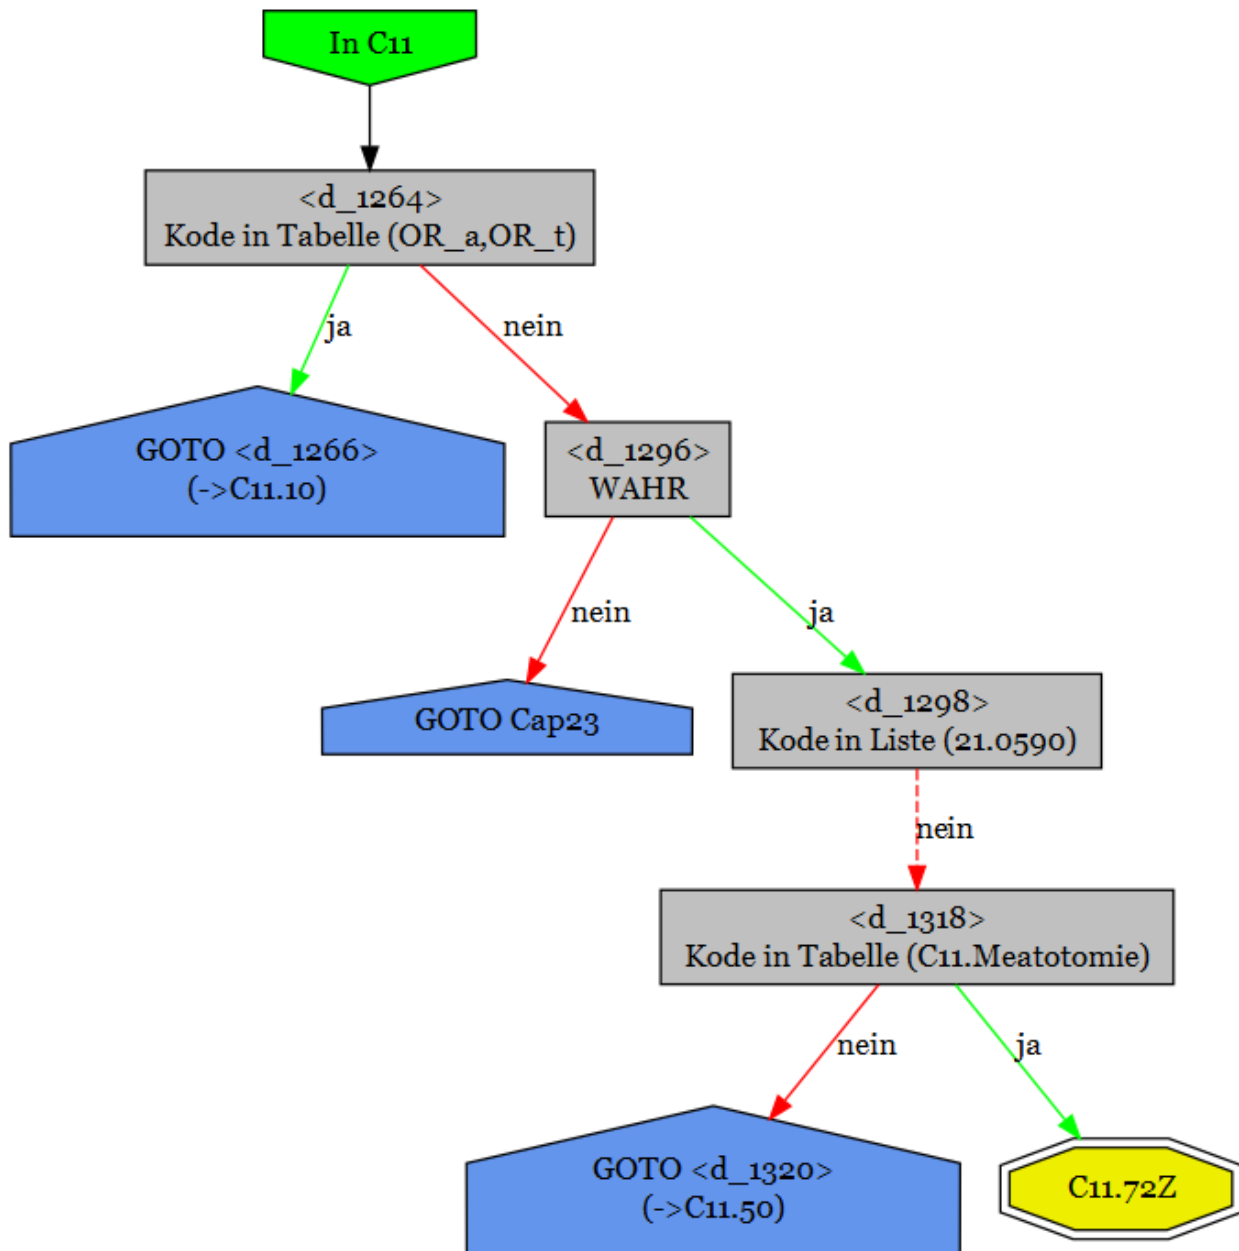 In C11
<d_1264>
Kode in Tabelle (OR_a,OR_t)
ja
nein
GOTO <d_1266>
(->C11.10)
<d_1296>
WAHR
nein
ja
GOTO Cap23
<d_1298>
Kode in Liste (21.0590)
nein
<d_1318>
Kode in Tabelle (C11.Meatotomie)
nein
ja
GOTO <d_1320>
(->C11.50)
C11.72Z